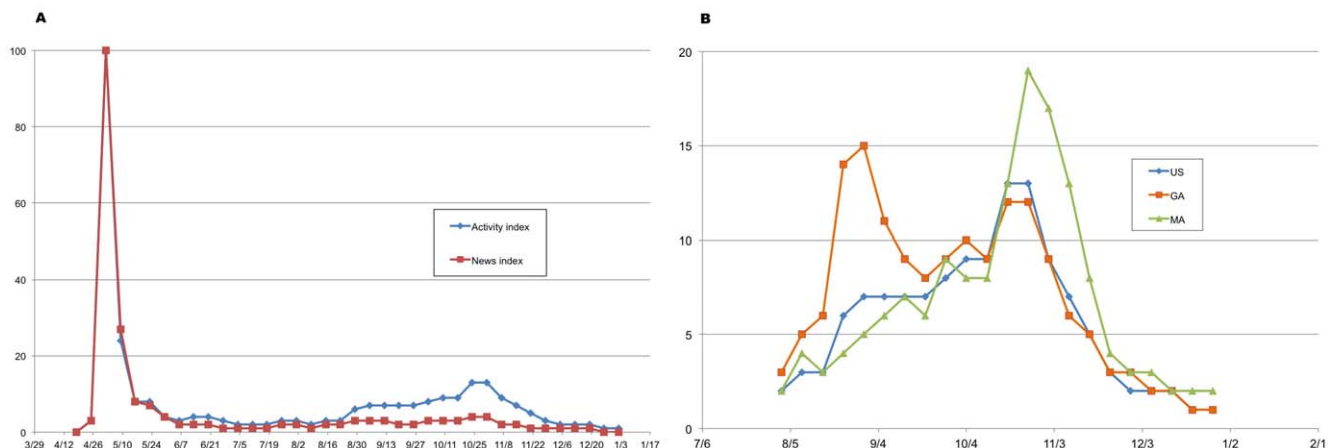 A
100
80
60
40
20
0
3/29 4/12 4/26 5/10 5/24 6/7 6/21 7/5 7/19 8/2 8/16 8/30 9/13 9/27 10/11 10/25 11/8 11/22 12/6 12/20 1/3 1/17
Activity index
News index
B
20
15
10
5
0
7/6 8/5 9/4 10/4 11/3 12/3 1/2 2/1
US
GA
MA